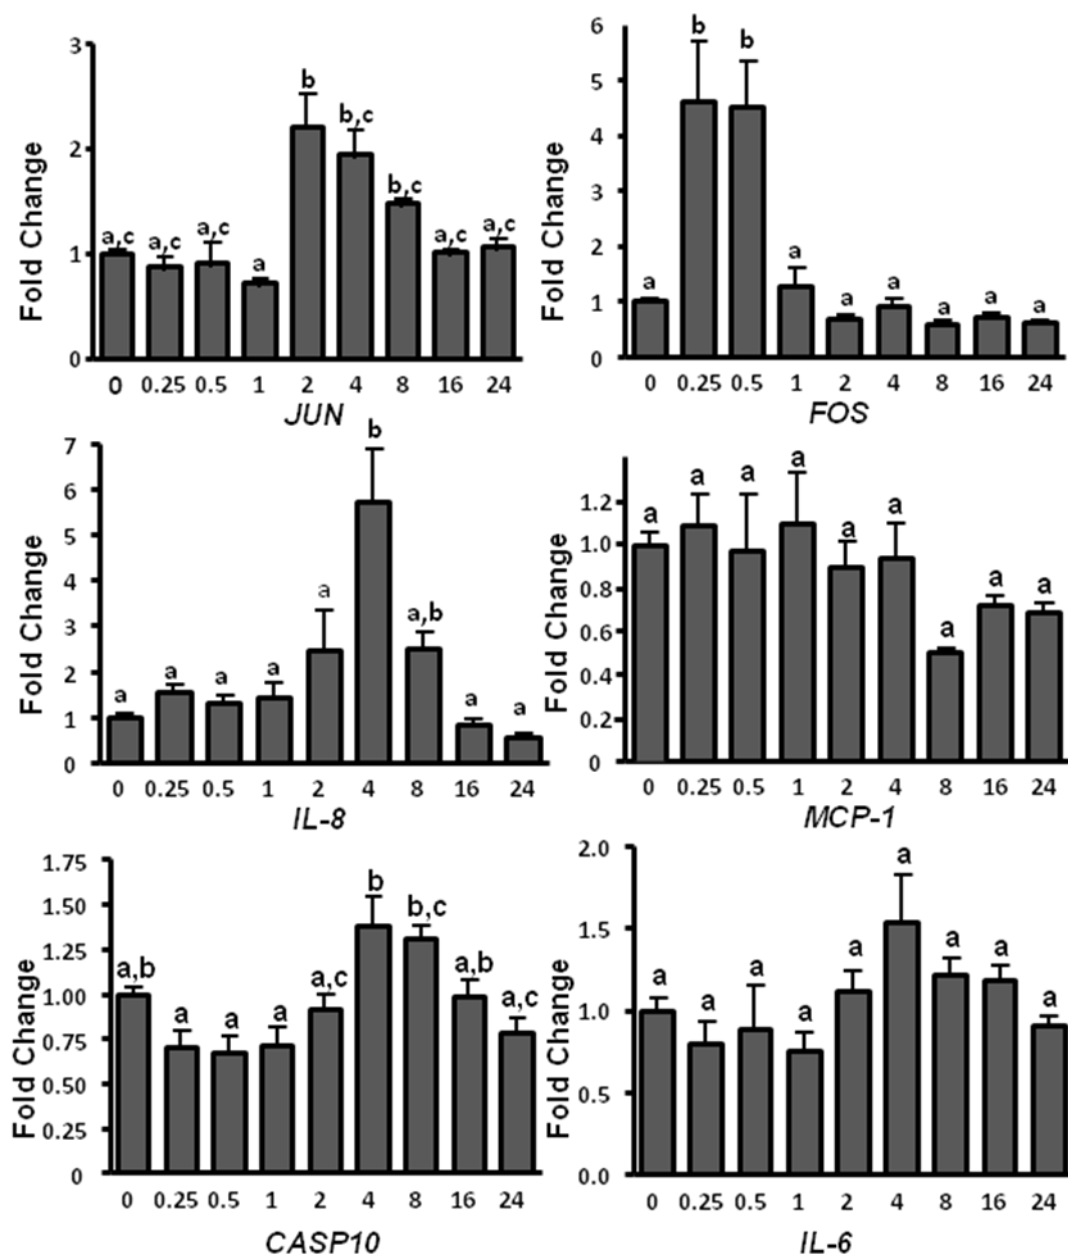 3
2
1
0
Fold Change
a,c
a,c
a,c
a
b
b,c
b,c
a,c
a,c
0 0.25 0.5 1 2 4 8 16 24
JUN
6
5
4
3
2
1
0
Fold Change
a
b
b
a
a
a
a
a
a
0 0.25 0.5 1 2 4 8 16 24
FOS
7
6
5
4
3
2
1
0
Fold Change
a
a
a
a
a
b
a,b
a
a
0 0.25 0.5 1 2 4 8 16 24
IL-8
1.2
1.0
0.8
0.6
0.4
0.2
0
Fold Change
a
a
a
a
a
a
a
a
a
0 0.25 0.5 1 2 4 8 16 24
MCP-1
1.75
1.50
1.25
1.00
0.75
0.50
0.25
0
Fold Change
a,b
a
a
a
a,c
b
b,c
a,b
a,c
0 0.25 0.5 1 2 4 8 16 24
CASP10
2.0
1.5
1.0
0.5
0.0
Fold Change
a
a
a
a
a
a
a
a
a
0 0.25 0.5 1 2 4 8 16 24
IL-6